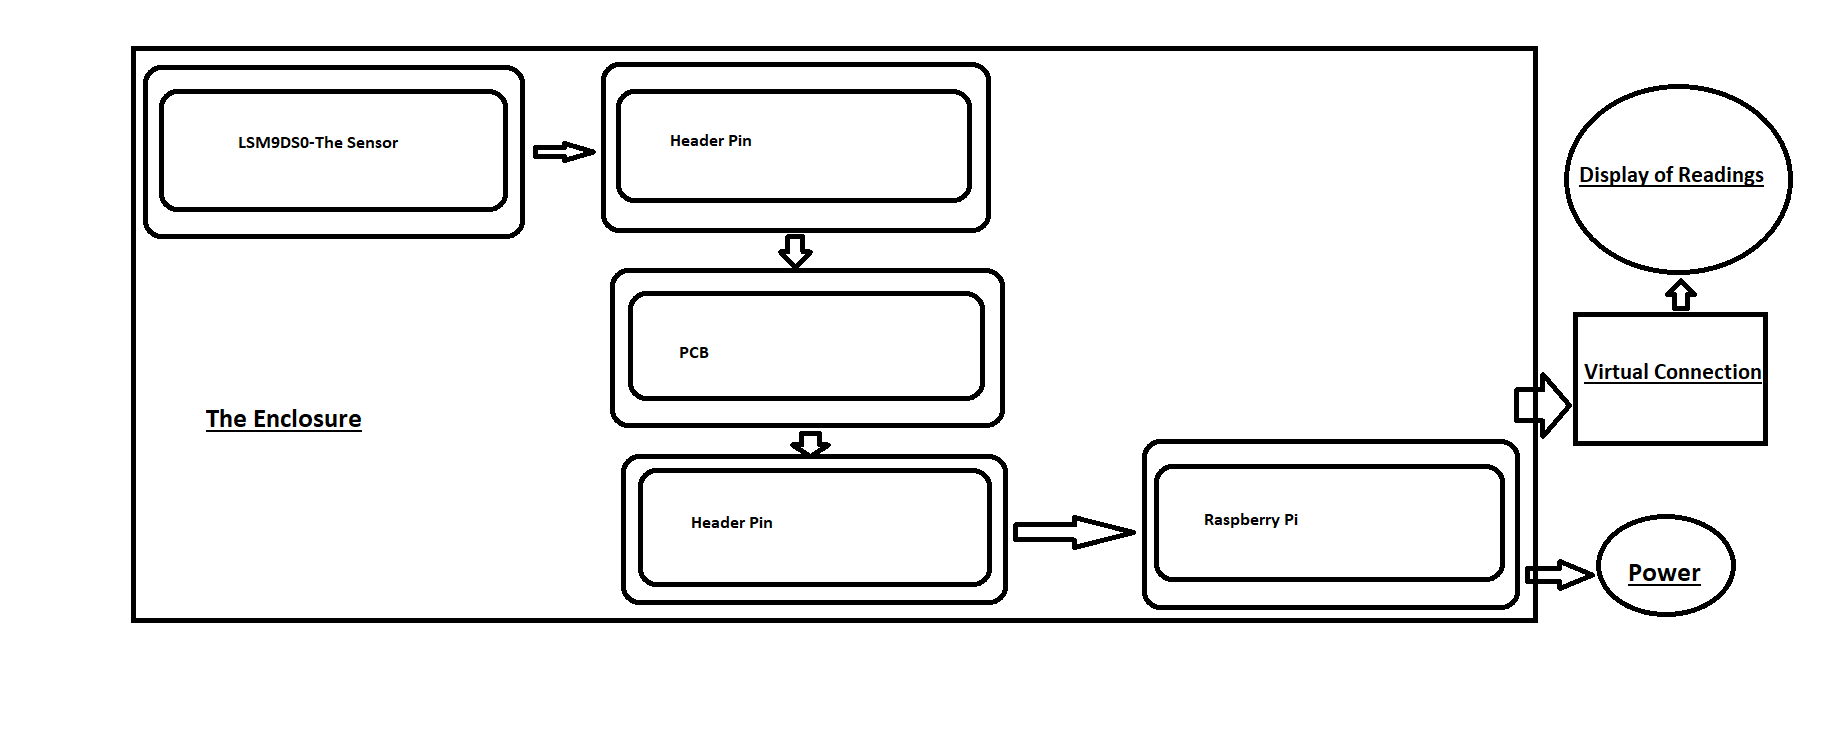 LSM9DS0-The Sensor
Header Pin
Display of Readings
PCB
Virtual Connection
The Enclosure
Header Pin
Raspberry Pi
Power